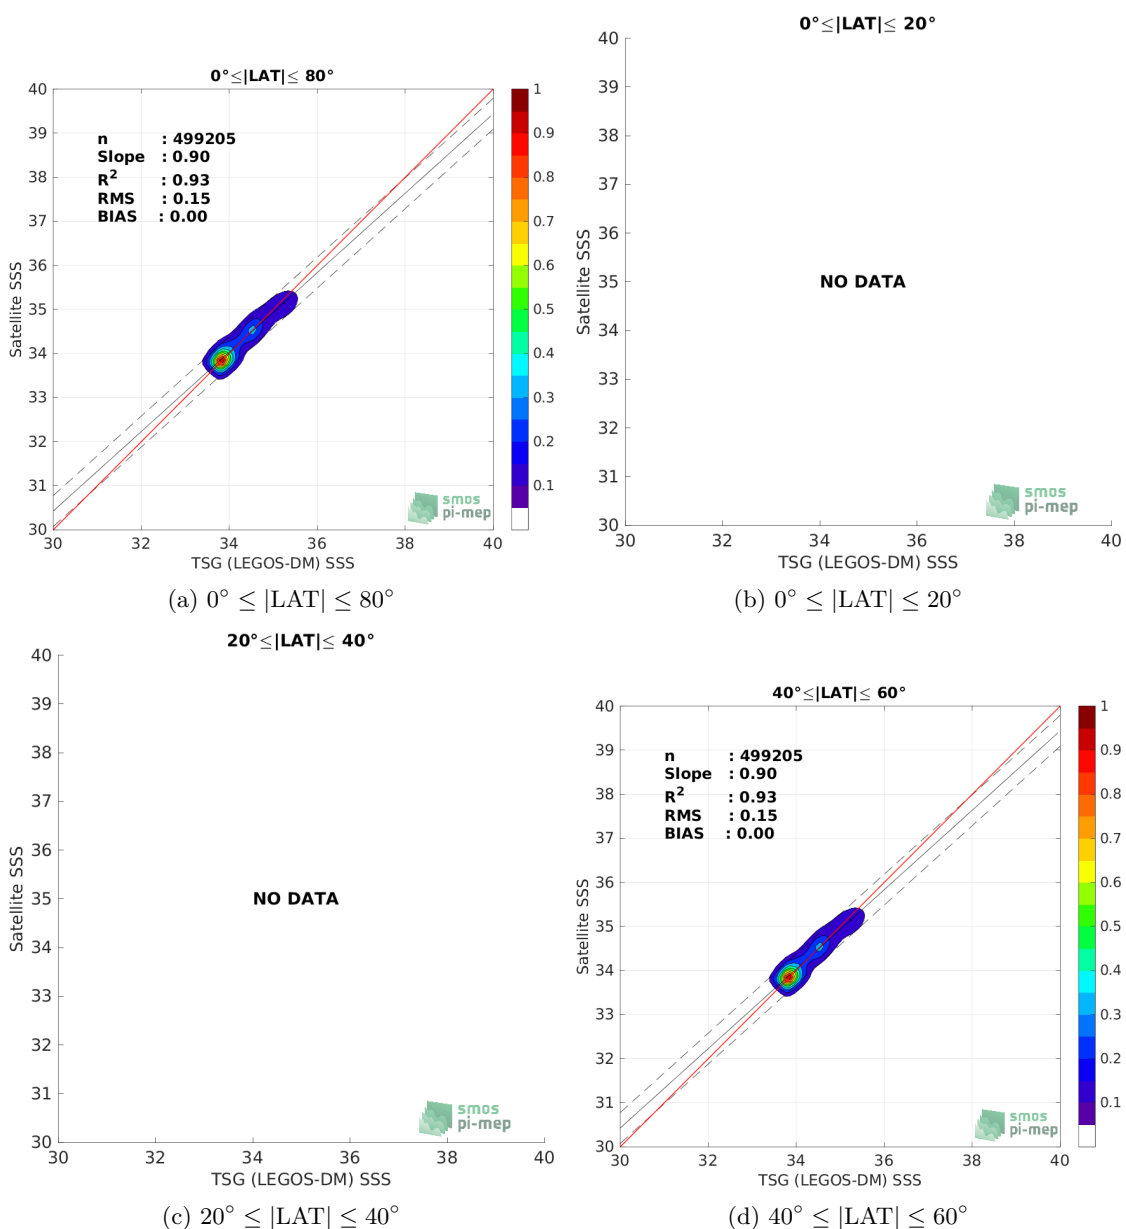 0°≤|LAT|≤ 80°
40
39
38
37
36
35
34
33
32
31
30
Satellite SSS
n : 499205
Slope : 0.90
R² : 0.93
RMS : 0.15
BIAS : 0.00
smos
pi-mep
30 32 34 36 38 40
TSG (LEGOS-DM) SSS
1
0.9
0.8
0.7
0.6
0.5
0.4
0.3
0.2
0.1
(a) 0° ≤ |LAT| ≤ 80°
0°≤|LAT|≤ 20°
40
39
38
37
36
35
34
33
32
31
30
Satellite SSS
NO DATA
smos
pi-mep
30 32 34 36 38 40
TSG (LEGOS-DM) SSS
(b) 0° ≤ |LAT| ≤ 20°
20°≤|LAT|≤ 40°
40
39
38
37
36
35
34
33
32
31
30
Satellite SSS
NO DATA
smos
pi-mep
30 32 34 36 38 40
TSG (LEGOS-DM) SSS
(c) 20° ≤ |LAT| ≤ 40°
40°≤|LAT|≤ 60°
40
39
38
37
36
35
34
33
32
31
30
Satellite SSS
n : 499205
Slope : 0.90
R² : 0.93
RMS : 0.15
BIAS : 0.00
smos
pi-mep
30 32 34 36 38 40
TSG (LEGOS-DM) SSS
1
0.9
0.8
0.7
0.6
0.5
0.4
0.3
0.2
0.1
(d) 40° ≤ |LAT| ≤ 60°